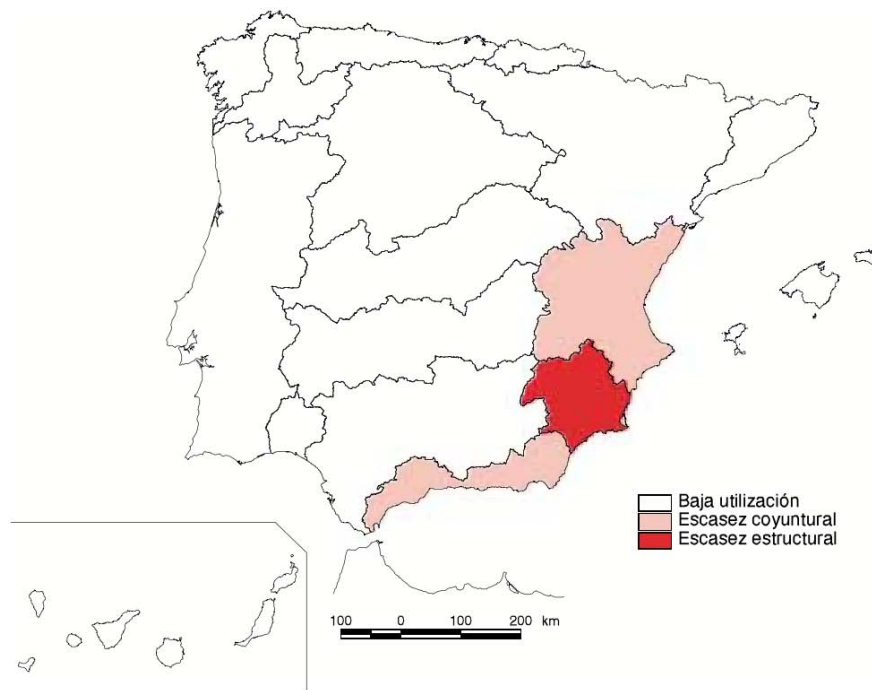 Baja utilización
Escasez coyuntural
Escasez estructural
100 0 100 200 km